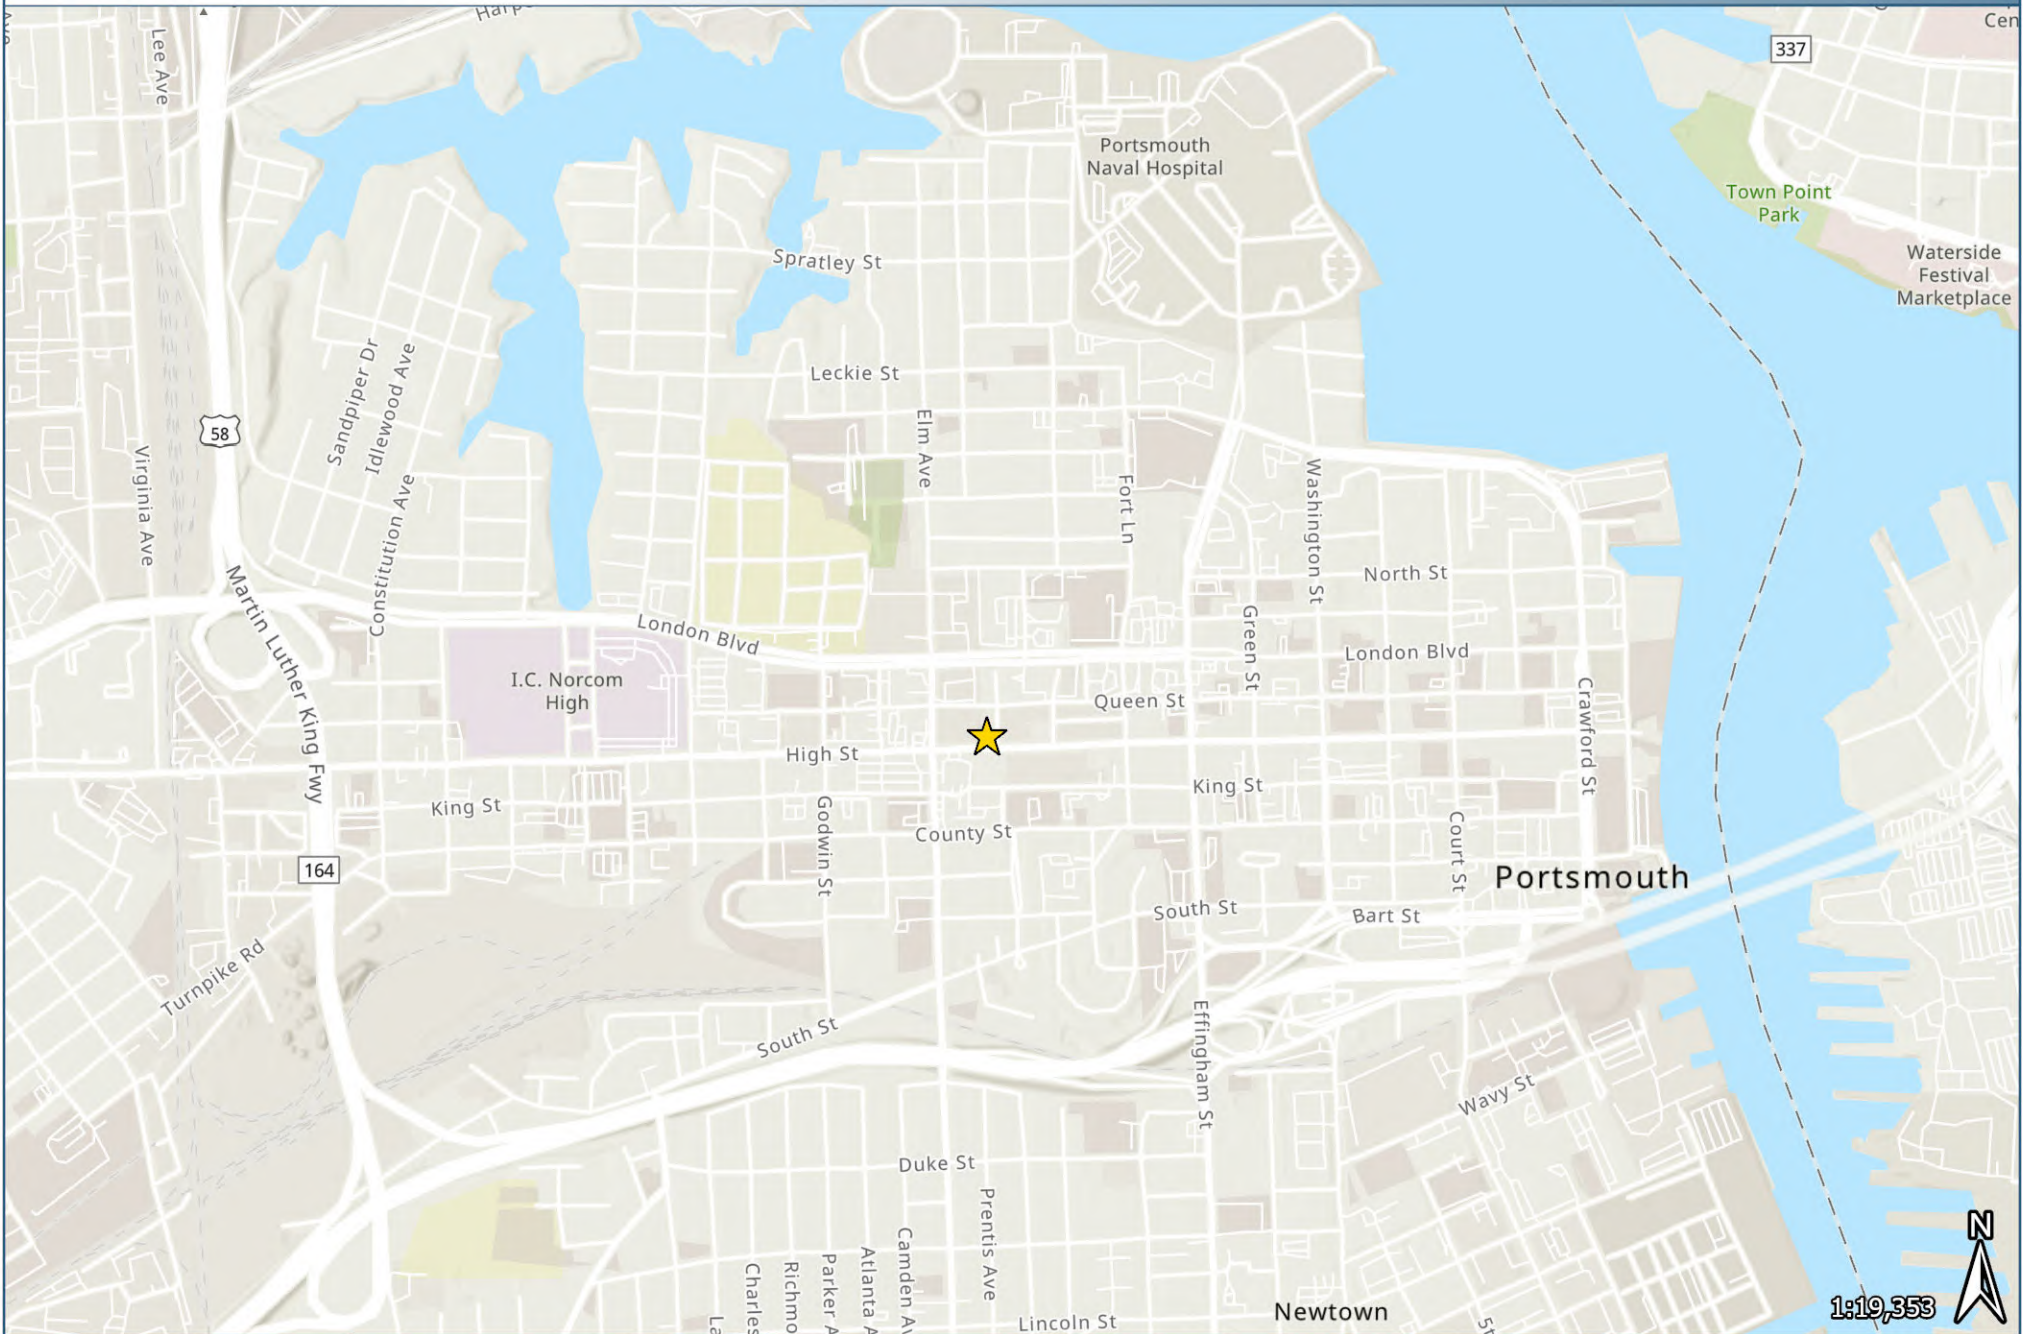 Lee Ave
337
Portsmouth
Naval Hospital
Town Point
Park
Waterside
Festival
Marketplace
Spratley St
Sandpiper Dr
Idlewood Ave
Leckie St
58
Virginia Ave
Elm Ave
Fort Ln
Washington St
Constitution Ave
North St
Martin Luther King Fwy
London Blvd
Green St
London Blvd
I.C. Norcom
High
Queen St
Crawford St
High St
King St
King St
Godwin St
County St
Court St
164
Portsmouth
South St
Bart St
Turnpike Rd
South St
Effingham St
Wavy St
Duke St
Prentis Ave
Camden Av
Atlanta A
Parker A
Richmo
Charles
La
Lincoln St
Newtown
N
1:19,353